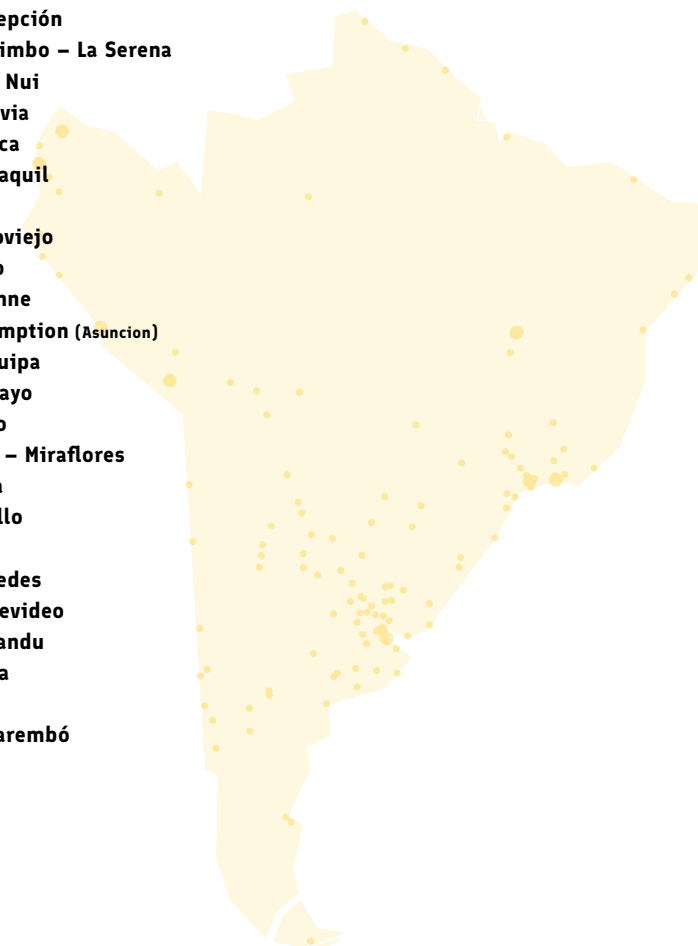 epción
imbo – La Serena
Nui
via
ca
aquil
oviejo
o
nne
mption (Asuncion)
uipa
ayo
o
– Miraflores
a
llo
edes
evideo
andu
a
arembó